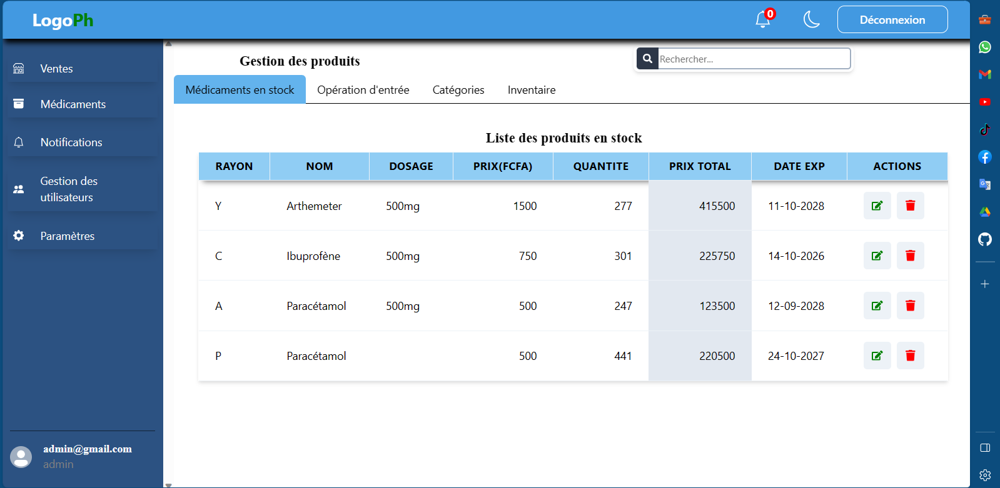 LogoPh
0
Déconnexion
Ventes
Médicaments
Notifications
Gestion des
utilisateurs
Paramètres
admin@gmail.com
admin
Gestion des produits
Rechercher...
Médicaments en stock Opération d'entrée Catégories Inventaire
Liste des produits en stock
RAYON NOM DOSAGE PRIX(FCFA) QUANTITE PRIX TOTAL DATE EXP ACTIONS
Y Arthemeter 500mg 1500 277 415500 11-10-2028
C Ibuprofène 500mg 750 301 225750 14-10-2026
A Paracétamol 500mg 500 247 123500 12-09-2028
P Paracétamol 500 441 220500 24-10-2027